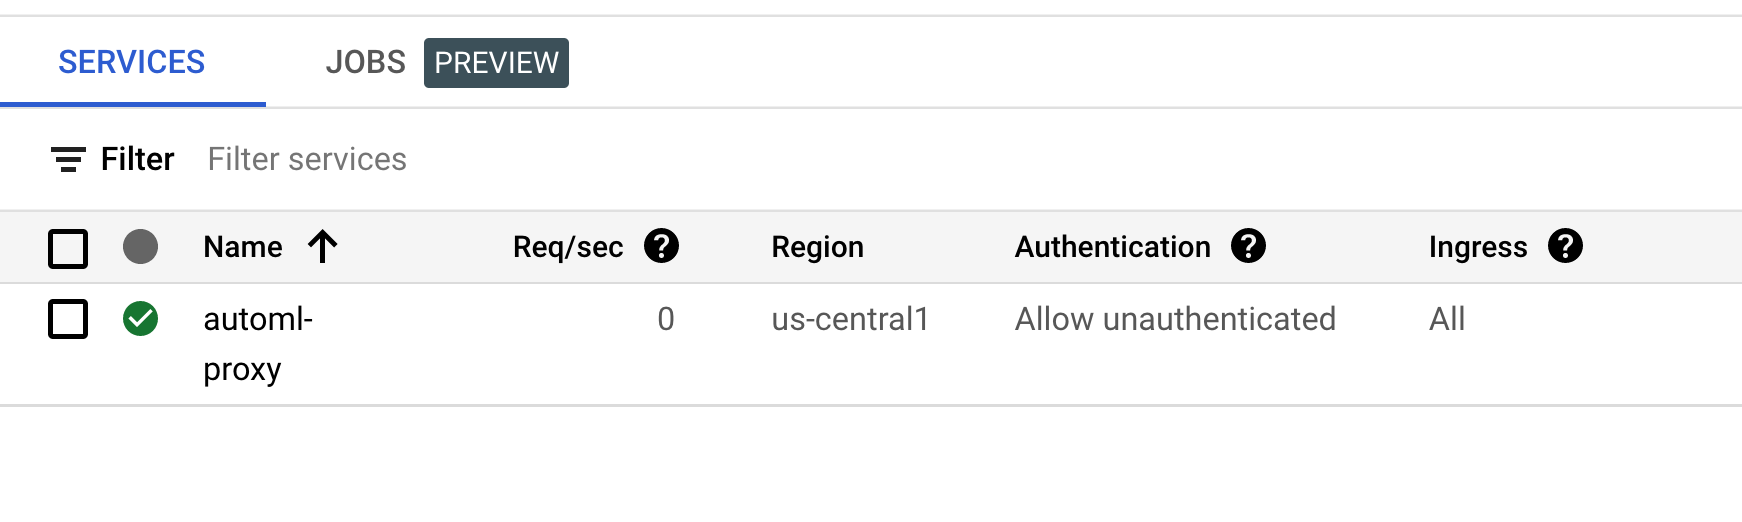 SERVICES JOBS PREVIEW
Filter Filter services
Name Req/sec ? Region Authentication ? Ingress ?
automl- 0 us-central1 Allow unauthenticated All
proxy